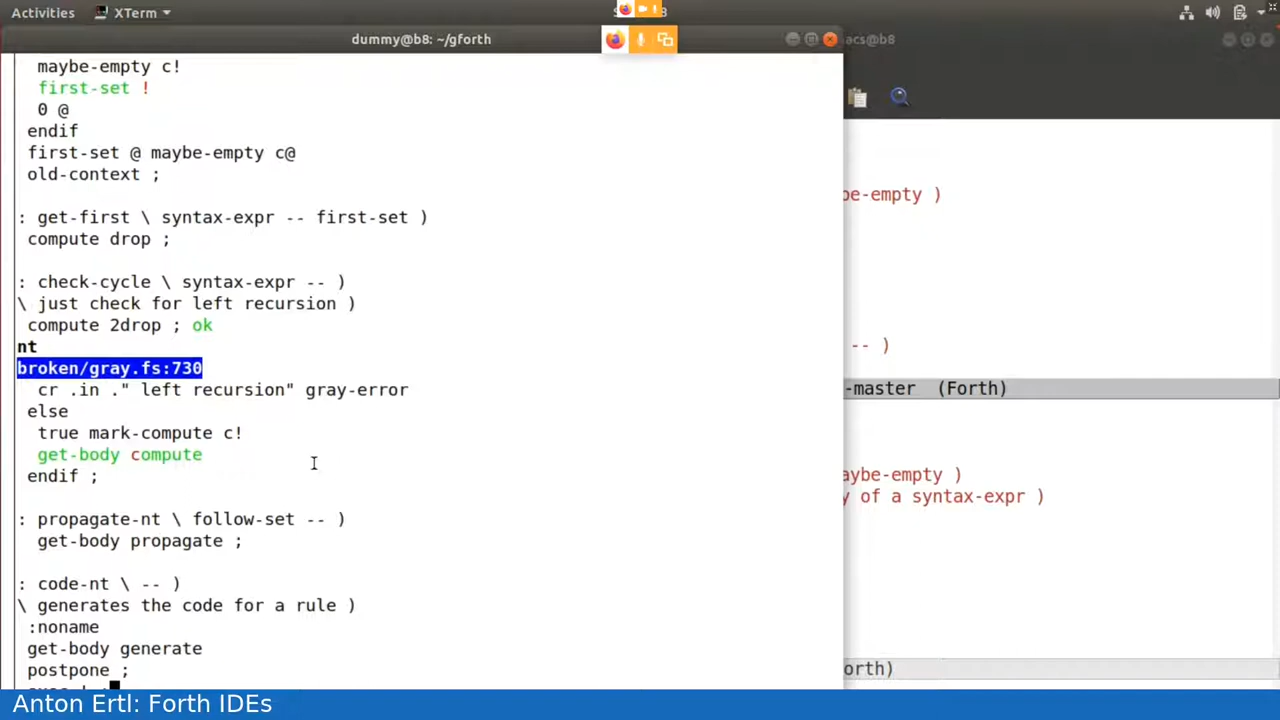 Activities XTerm
dummy@b8: ~/gforth
acs@b8
maybe-empty c!
first-set !
0 @
endif
first-set @ maybe-empty c@
old-context ;
: get-first \ syntax-expr -- first-set )
compute drop ;
: check-cycle \ syntax-expr -- )
\ just check for left recursion )
compute 2drop ; ok
nt
broken/gray.fs:730
cr .in ." left recursion" gray-error
else
true mark-compute c!
get-body compute
endif ;
: propagate-nt \ follow-set -- )
get-body propagate ;
: code-nt \ -- )
\ generates the code for a rule )
:noname
get-body generate
postpone ;
be-empty )
-- )
-master (Forth)
aybe-empty )
y of a syntax-expr )
orth)
Anton Ertl: Forth IDEs